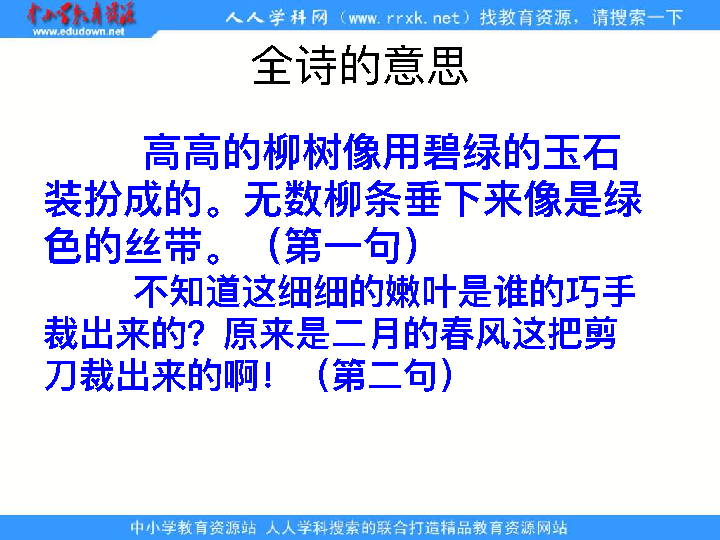 中小学教育资源
www.edudown.net
人人学科网（www.rrxk.net）找教育资源，请搜索一下
全诗的意思
高高的柳树像用碧绿的玉石
装扮成的。无数柳条垂下来像是绿
色的丝带。（第一句）
不知道这细细的嫩叶是谁的巧手
裁出来的？原来是二月的春风这把剪
刀裁出来的啊！（第二句）
中小学教育资源站 人人学科搜索的联合打造精品教育资源网站